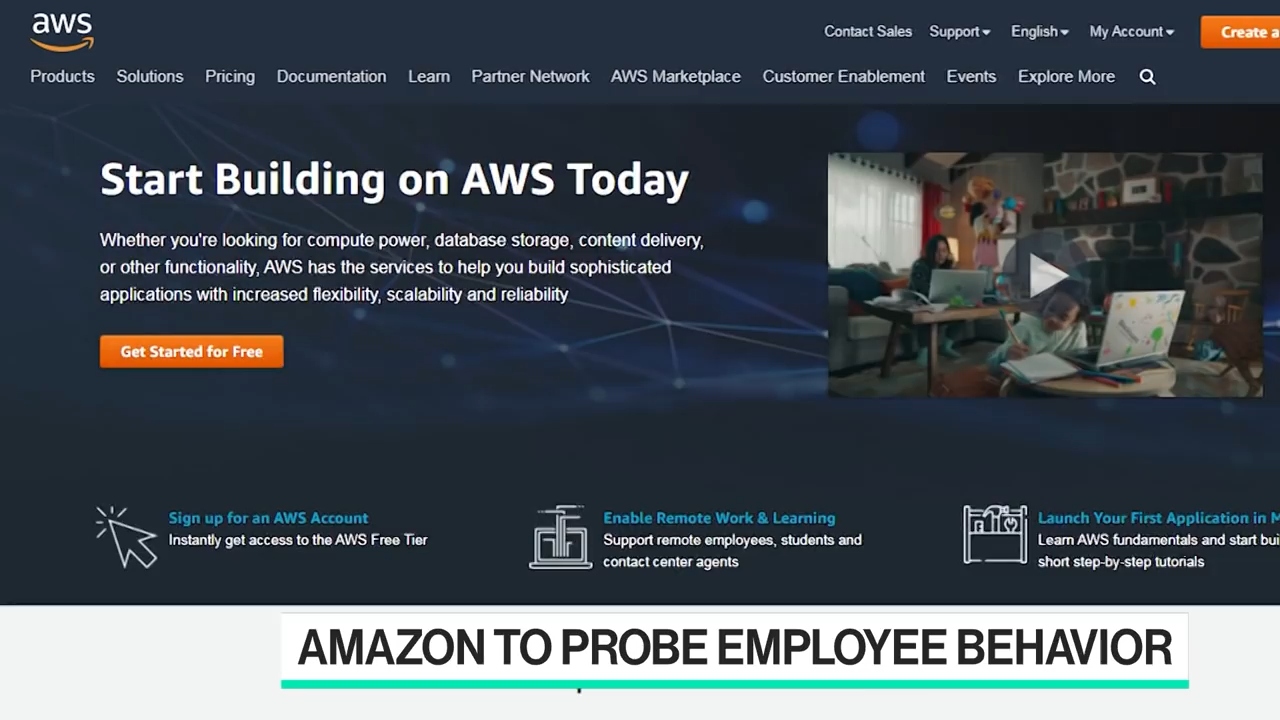 aws
Contact Sales Support English My Account Create a
Products Solutions Pricing Documentation Learn Partner Network AWS Marketplace Customer Enablement Events Explore More
Start Building on AWS Today
Whether you're looking for compute power, database storage, content delivery,
or other functionality, AWS has the services to help you build sophisticated
applications with increased flexibility, scalability and reliability
Get Started for Free
Sign up for an AWS Account
Instantly get access to the AWS Free Tier
Enable Remote Work & Learning
Support remote employees, students and
contact center agents
Launch Your First Application in M
Learn AWS fundamentals and start bui
short step-by-step tutorials
AMAZON TO PROBE EMPLOYEE BEHAVIOR